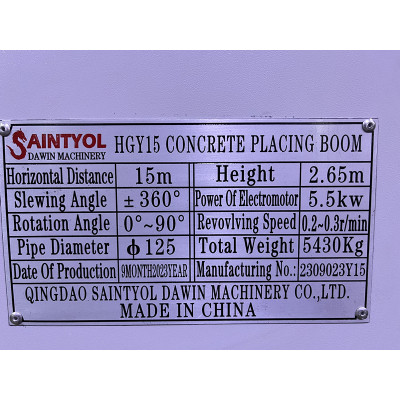 SAINTYOL HGY15 CONCRETE PLACING BOOM
DAWIN MACHINERY
Horizontal Distance 15m Height 2.65m
Slewing Angle ±360° Power Of Electromotor 5.5kw
Rotation Angle 0°~90° Revovlving Speed 0.2~0.3r/min
Pipe Diameter ϕ125 Total Weight 5430Kg
Date Of Production 9MONTH2023YEAR Manufacturing No.: 2309023Y15
QINGDAO SAINTYOL DAWIN MACHINERY CO.,LTD.
MADE IN CHINA